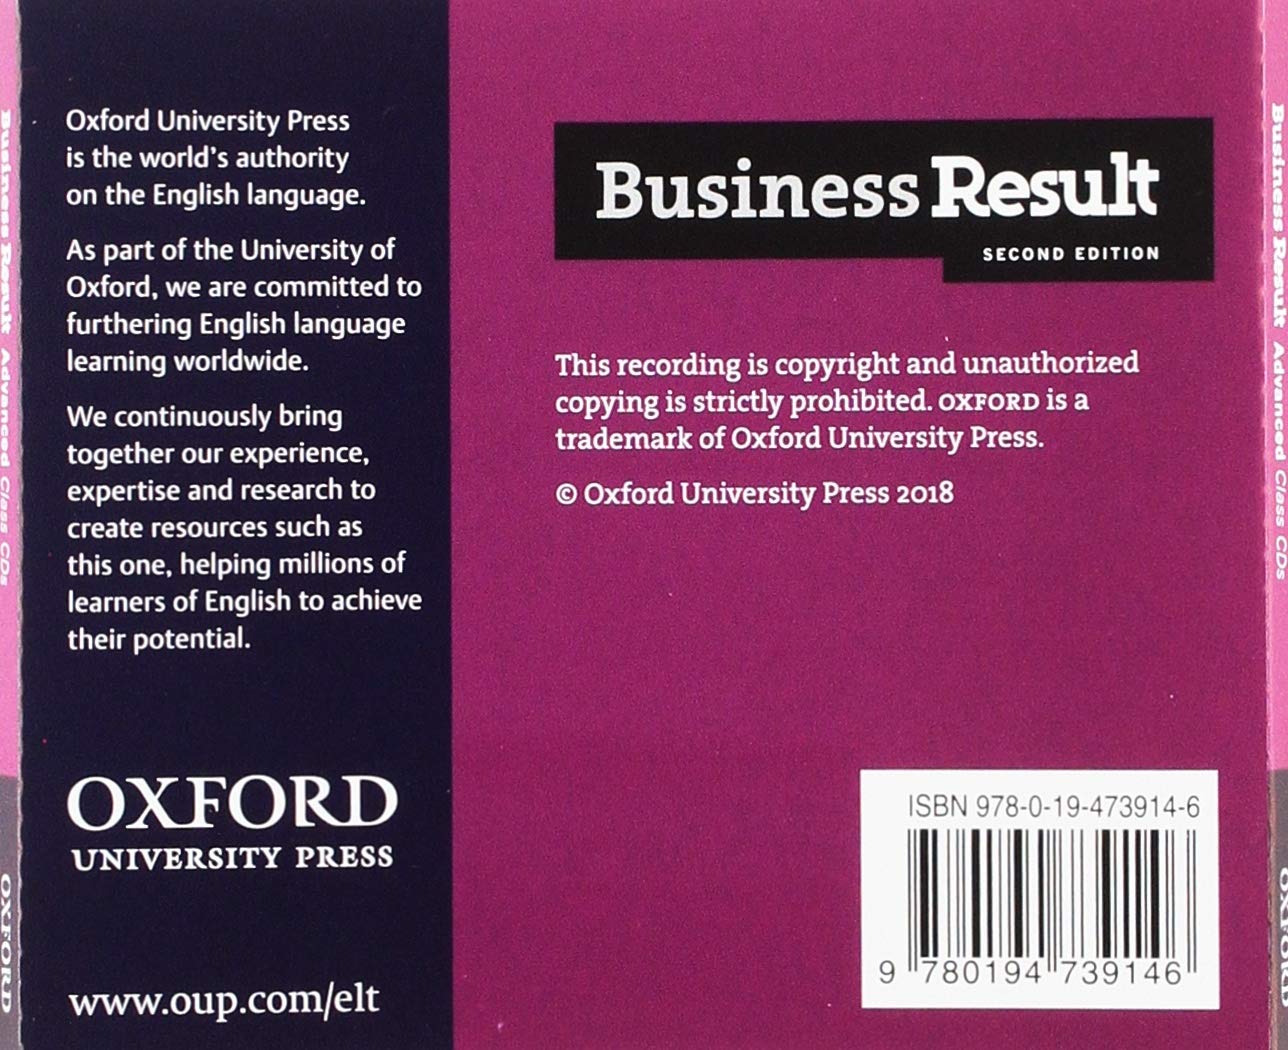 Business Result Advanced Class CDs
OXFORD
Oxford University Press
is the world's authority
on the English language.
As part of the University of
Oxford, we are committed to
furthering English language
learning worldwide.
We continuously bring
together our experience,
expertise and research to
create resources such as
this one, helping millions of
learners of English to achieve
their potential.
OXFORD
UNIVERSITY PRESS
www.oup.com/elt
Business Result
SECOND EDITION
This recording is copyright and unauthorized
copying is strictly prohibited. OXFORD is a
trademark of Oxford University Press.
© Oxford University Press 2018
ISBN 978-0-19-473914-6
9 780194 739146
Business Result Advanced Class CDs
OXFORD